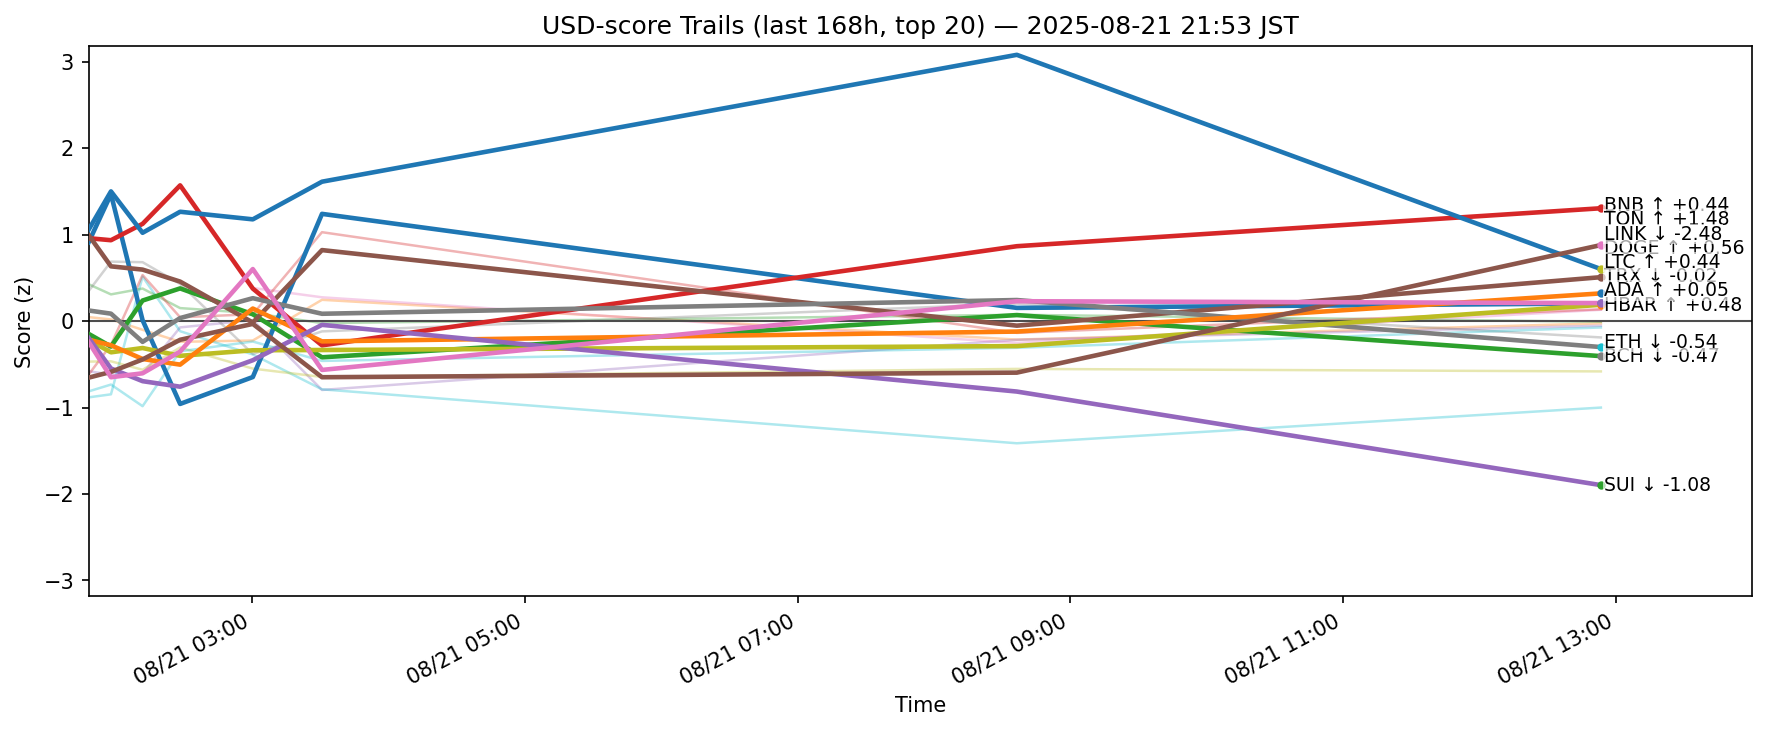 USD-score Trails (last 168h, top 20) — 2025-08-21 21:53 JST
Score (z)
3
2
1
0
−1
−2
−3
BNB ↑ +0.44
TON ↑ +1.48
LINK ↓ -2.48
DOGE ↑ +0.56
LTC ↑ +0.44
TRX ↓ -0.02
ADA ↑ +0.05
HBAR ↑ +0.48
ETH ↓ -0.54
BCH ↓ -0.47
SUI ↓ -1.08
08/21 03:00
08/21 05:00
08/21 07:00
08/21 09:00
08/21 11:00
08/21 13:00
Time